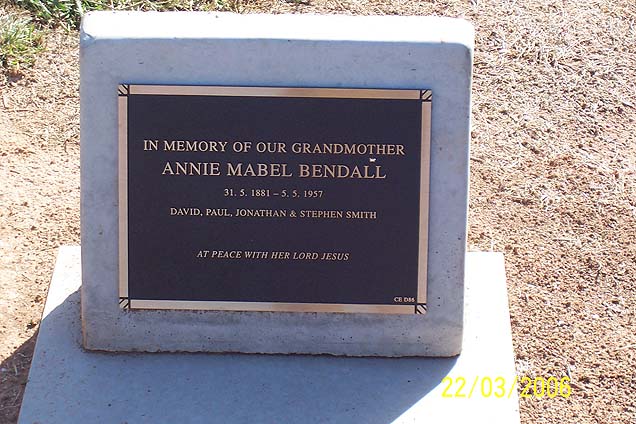 IN MEMORY OF OUR GRANDMOTHER
ANNIE MABEL BENDALL
31. 5. 1881 – 5. 5. 1957
DAVID, PAUL, JONATHAN & STEPHEN SMITH
AT PEACE WITH HER LORD JESUS
CE D86
22/03/2006